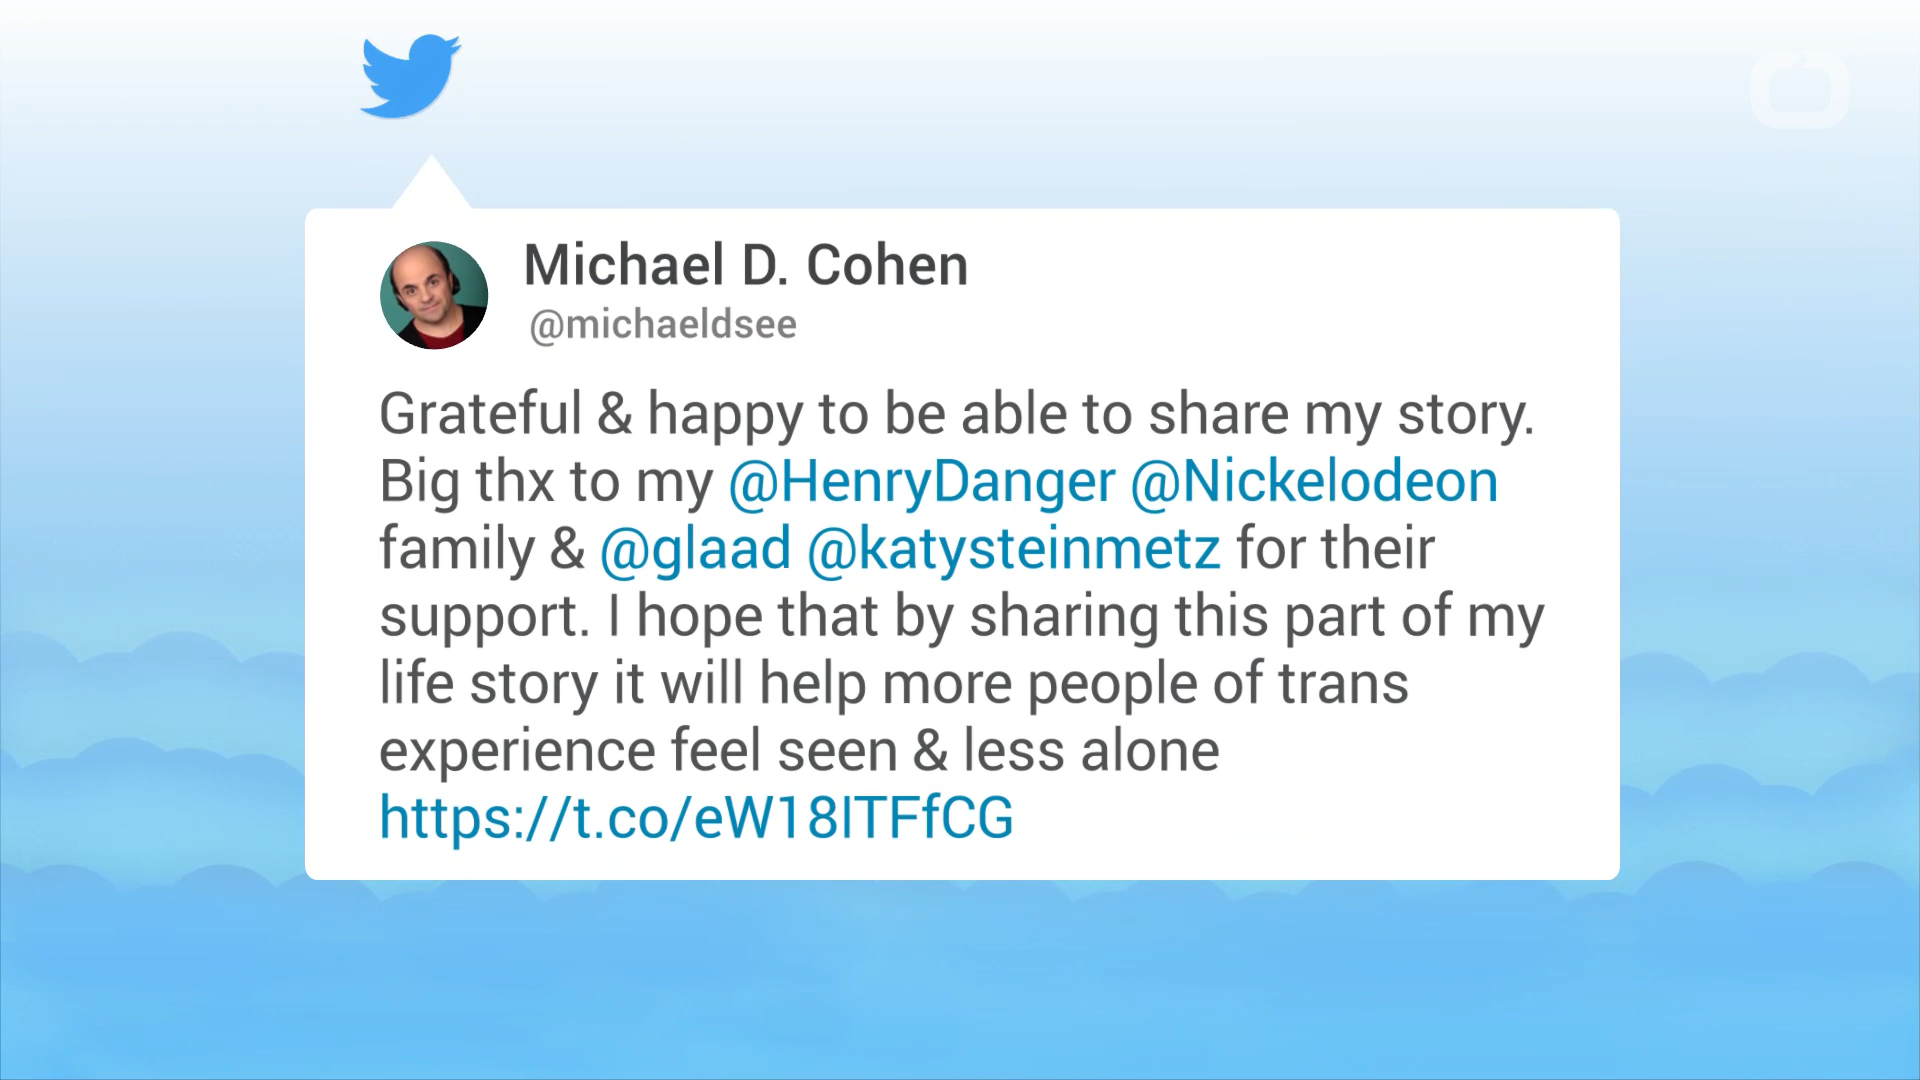 Michael D. Cohen
@michaeldsee
Grateful & happy to be able to share my story.
Big thx to my @HenryDanger @Nickelodeon
family & @glaad @katysteinmetz for their
support. I hope that by sharing this part of my
life story it will help more people of trans
experience feel seen & less alone
https://t.co/eW18lTFfCG